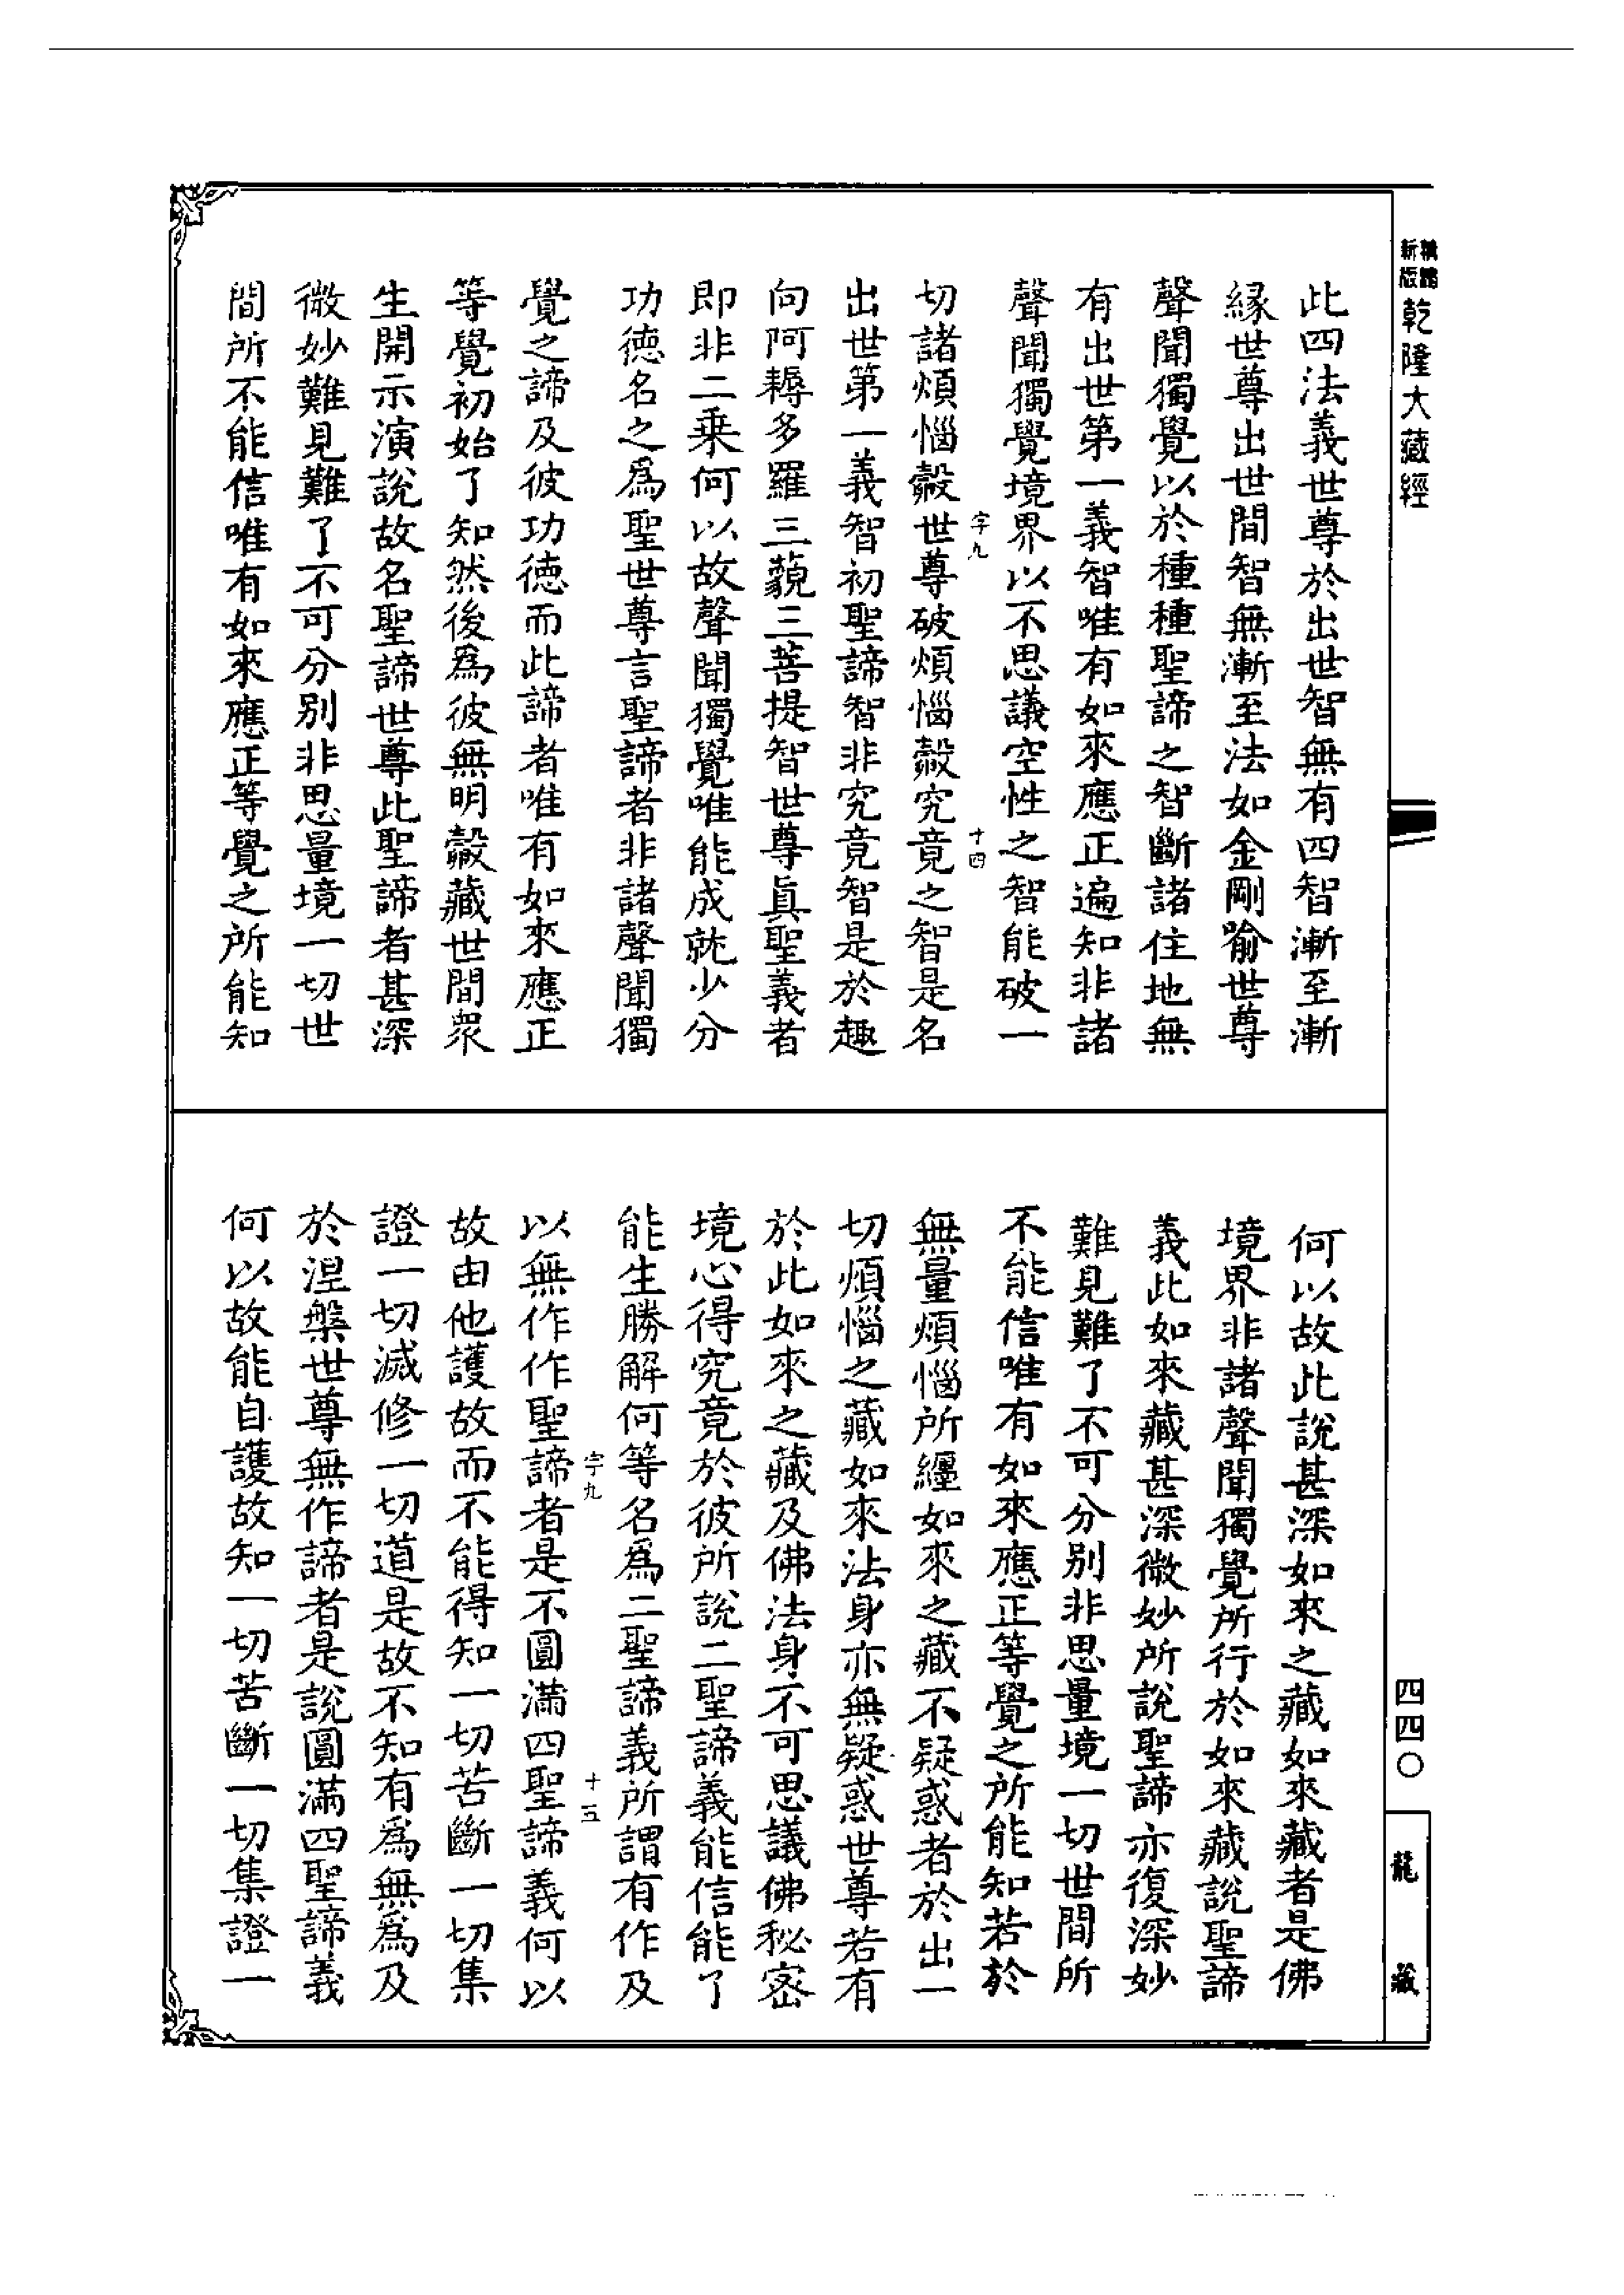 乾隆大藏經
此四法義世尊於出世智無有四智漸至漸
緣世尊出世間智無漸至法如金剛喻世尊
聲聞獨覺以於種種聖諦之智斷諸住地無
有出世第一義智唯有如來應正遍知非諸
聲聞獨覺境界以不思議空性之智能破一
字九
十四
切諸煩惱㲉世尊破煩惱㲉究竟之智是名
出世第一義智初聖諦智非究竟智是於趣
向阿耨多羅三藐三菩提智世尊眞聖義者
即非二乗何以故聲聞獨覺唯能成就少分
功德名之爲聖世尊言聖諦者非諸聲聞獨
覺之諦及彼功德而此諦者唯有如來應正
等覺初始了知然後爲彼無明㲉藏世間衆
生開示演說故名聖諦世尊此聖諦者甚深
微妙難見難了不可分別非思量境一切世
間所不能信唯有如來應正等覺之所能知
何以故此說甚深如來之藏如來藏者是佛
境界非諸聲聞獨覺所行於如來藏說聖諦
義此如來藏甚深微妙所說聖諦亦復深妙
難見難了不可分別非思量境一切世間所
不能信唯有如來應正等覺之所能知若於
無量煩惱所纏如來之藏不疑惑者於出一
切煩惱之藏如來法身亦無疑惑世尊若有
於此如來之藏及佛法身不可思議佛秘密
境心得究竟於彼所說二聖諦義能信能了
能生勝解何等名爲二聖諦義所謂有作及
字九
十五
以無作作聖諦者是不圓滿四聖諦義何以
故由他護故而不能得知一切苦斷一切集
證一切滅修一切道是故不知有爲無爲及
於涅槃世尊無作諦者是說圓滿四聖諦義
何以故能自護故知一切苦斷一切集證一
四四〇
龍藏